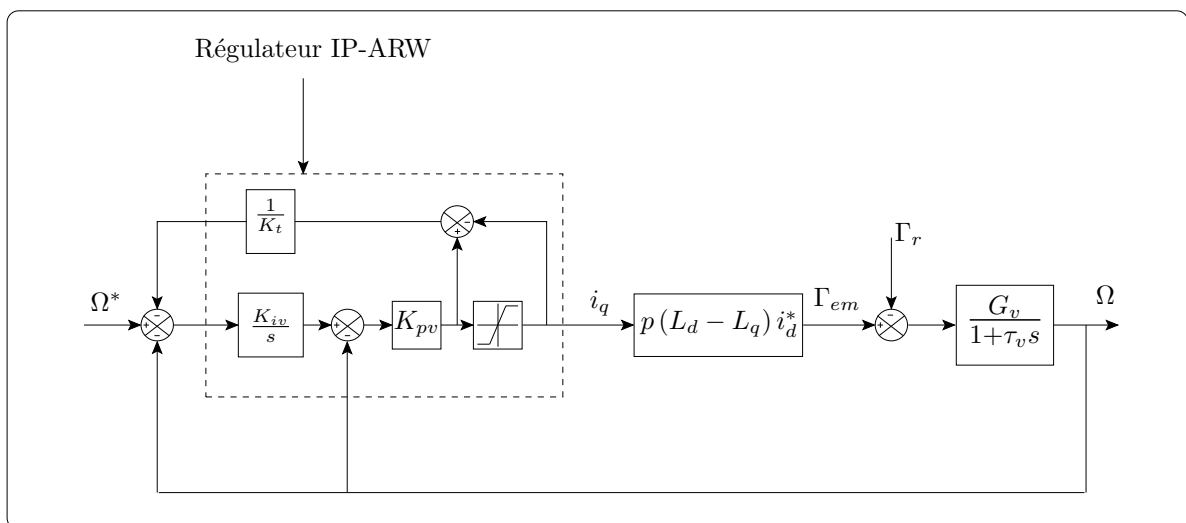 Régulateur IP-ARW
1/K_t
− +
Γ_r
Ω*
+ − −
K_iv/s
+ −
K_pv
i_q
p (L_d − L_q) i_d*
Γ_em
+ −
G_v/1+τ_v s
Ω